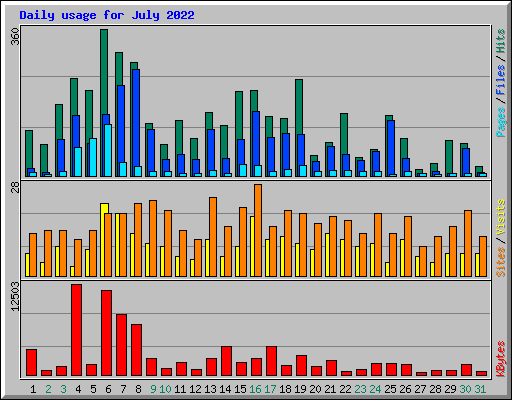 Daily usage for July 2022
360
Pages / Files / Hits
28
Sites / Visits
12503
KBytes
1 2 3 4 5 6 7 8 9 10 11 12 13 14 15 16 17 18 19 20 21 22 23 24 25 26 27 28 29 30 31